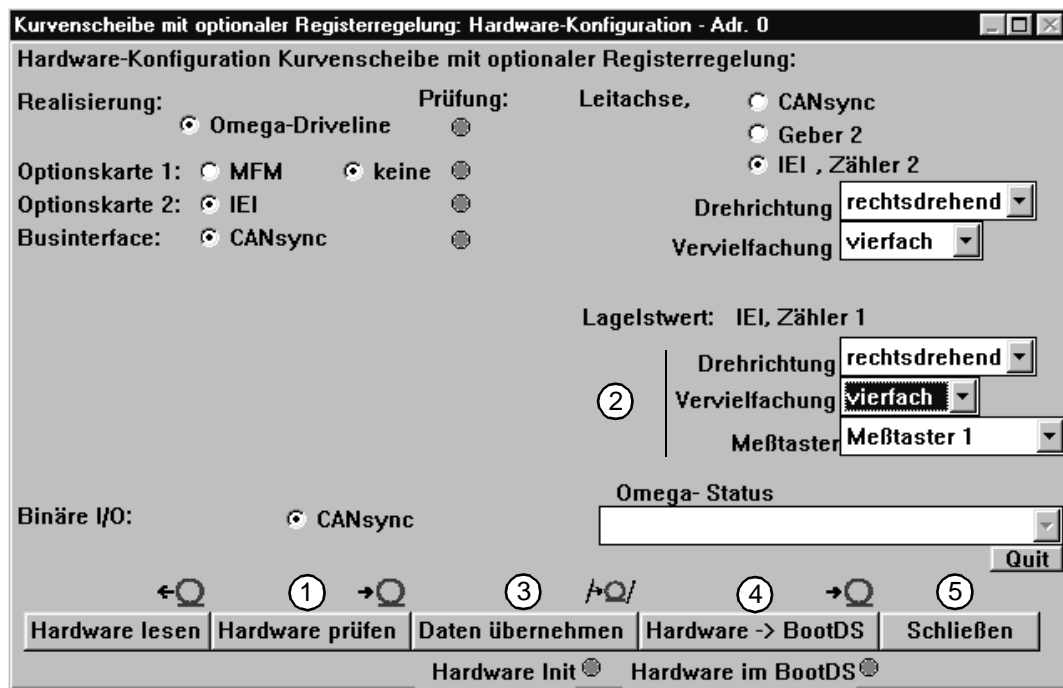 Kurvenscheibe mit optionaler Registerregelung: Hardware-Konfiguration - Adr. 0
Hardware-Konfiguration Kurvenscheibe mit optionaler Registerregelung:
Realisierung:
Prüfung:
Omega-Driveline
Optionskarte 1:
MFM
keine
Optionskarte 2:
IEI
Businterface:
CANsync
Leitachse,
CANsync
Geber 2
IEI , Zähler 2
Drehrichtung
rechtsdrehend
Vervielfachung
vierfach
LageIstwert:
IEI, Zähler 1
2
Drehrichtung
rechtsdrehend
Vervielfachung
vierfach
Meßtaster
Meßtaster 1
Binäre I/O:
CANsync
Omega- Status
Quit
1
3
4
5
Hardware lesen
Hardware prüfen
Daten übernehmen
Hardware -> BootDS
Schließen
Hardware Init
Hardware im BootDS